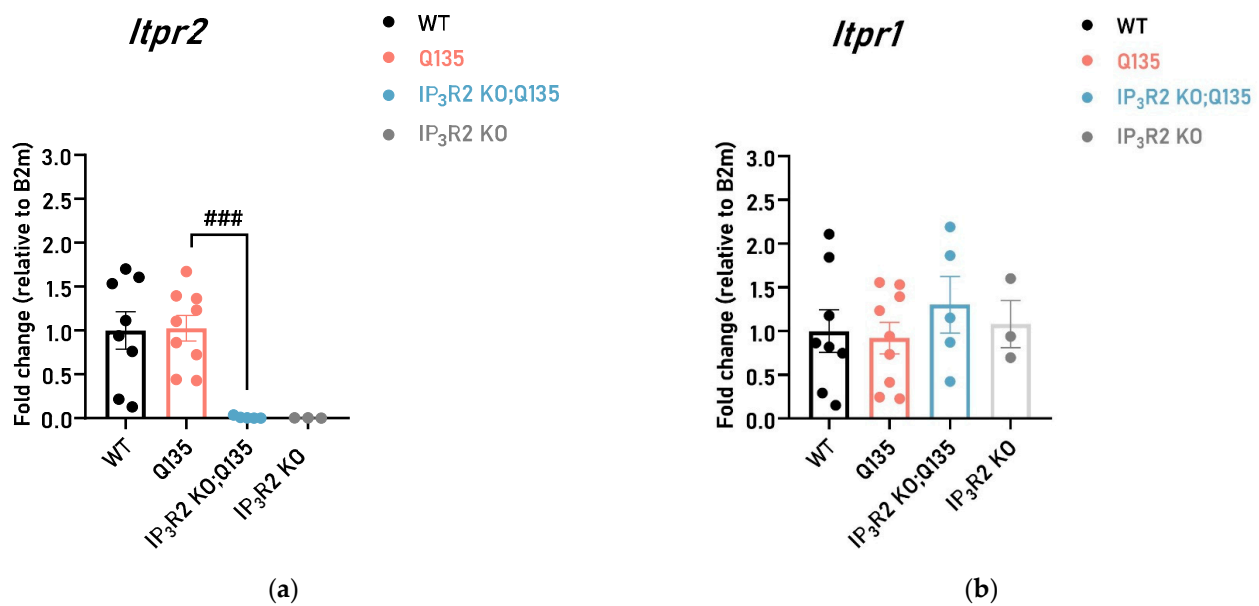 Itpr2
WT
Q135
IP₃R2 KO;Q135
IP₃R2 KO
Fold change (relative to B2m)
3.0
2.5
2.0
1.5
1.0
0.5
0.0
###
WT
Q135
IP₃R2 KO;Q135
IP₃R2 KO
(a)
Itpr1
WT
Q135
IP₃R2 KO;Q135
IP₃R2 KO
Fold change (relative to B2m)
3.0
2.5
2.0
1.5
1.0
0.5
0.0
WT
Q135
IP₃R2 KO;Q135
IP₃R2 KO
(b)